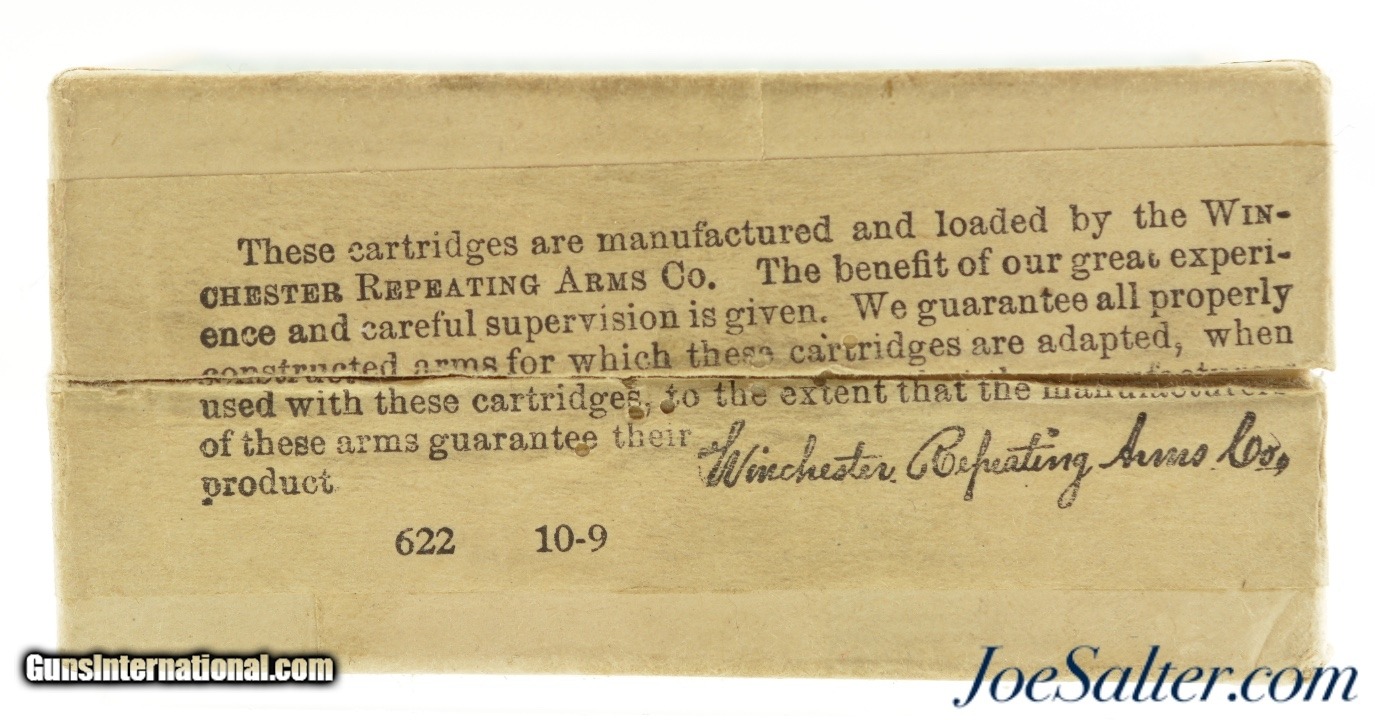 These cartridges are manufactured and loaded by the WIN-
CHESTER REPEATING ARMS CO. The benefit of our great experi-
ence and careful supervision is given. We guarantee all properly
constructed arms for which these cartridges are adapted, when
used with these cartridges, to the extent that the manufacturers
of these arms guarantee their
product
Winchester Repeating Arms Co.,
622 10-9
GunsInternational.com
JoeSalter.com